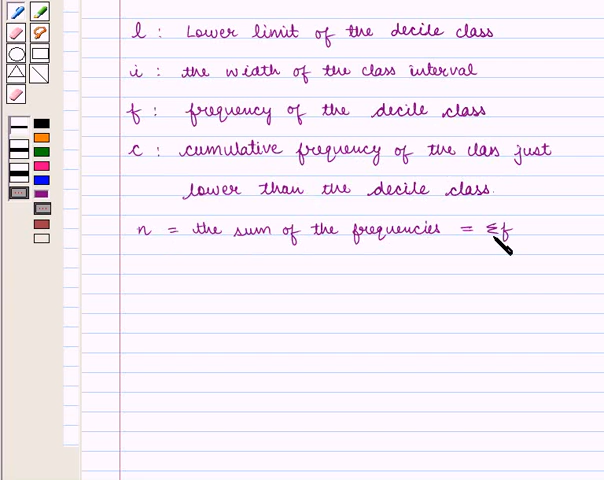 l : Lower limit of the decile class
i : the width of the class interval
f : frequency of the decile class
c : cumulative frequency of the class just
lower than the decile class.
n = the sum of the frequencies = Σf